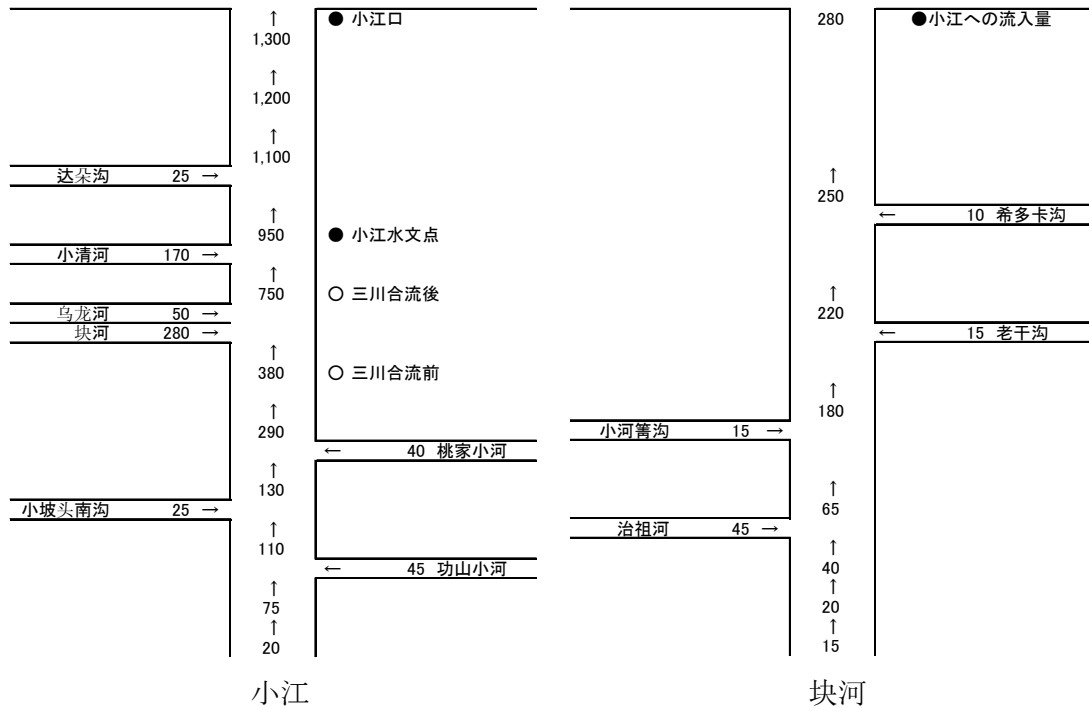 ↑ ● 小江口
1,300
↑
1,200
↑
1,100
达朵沟 25 →
↑
950 ● 小江水文点
小清河 170 →
↑
750 ○ 三川合流後
乌龙河 50 →
块河 280 →
↑
380 ○ 三川合流前
↑
290
← 40 桃家小河
↑
130
小坡头南沟 25 →
↑
110
← 45 功山小河
↑
75
↑
20
小江
280 ●小江への流入量
↑
250
← 10 希多卡沟
↑
220
← 15 老干沟
↑
180
小河箐沟 15 →
↑
65
治祖河 45 →
↑
40
↑
20
↑
15
块河